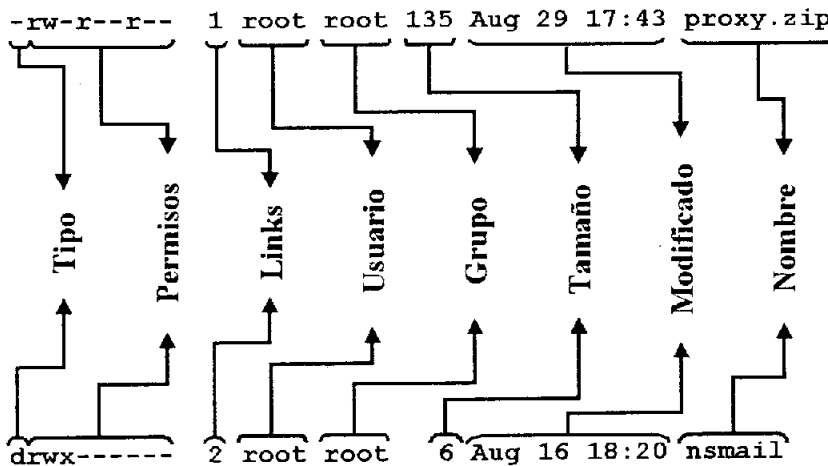 -rw-r--r-- 1 root root 135 Aug 29 17:43 proxy.zip
Tipo
Permisos
Links
Usuario
Grupo
Tamaño
Modificado
Nombre
drwx------ 2 root root 6 Aug 16 18:20 nsmail